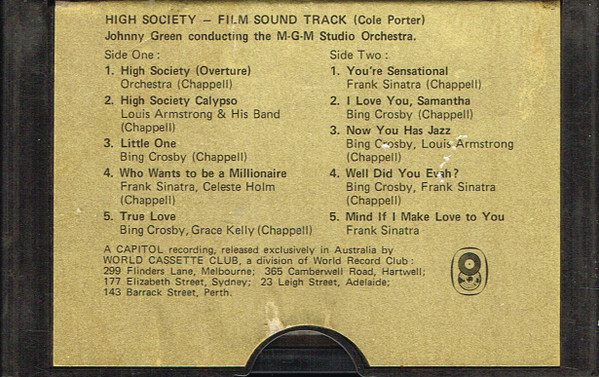 HIGH SOCIETY – FILM SOUND TRACK (Cole Porter)
Johnny Green conducting the M-G-M Studio Orchestra.
Side One :
1. High Society (Overture)
Orchestra (Chappell)
2. High Society Calypso
Louis Armstrong & His Band
(Chappell)
3. Little One
Bing Crosby (Chappell)
4. Who Wants to be a Millionaire
Frank Sinatra, Celeste Holm
(Chappell)
5. True Love
Bing Crosby, Grace Kelly (Chappell)
Side Two :
1. You're Sensational
Frank Sinatra (Chappell)
2. I Love You, Samantha
Bing Crosby (Chappell)
3. Now You Has Jazz
Bing Crosby, Louis Armstrong
(Chappell)
4. Well Did You Evah?
Bing Crosby, Frank Sinatra
(Chappell)
5. Mind If I Make Love to You
Frank Sinatra
A CAPITOL recording, released exclusively in Australia by
WORLD CASSETTE CLUB, a division of World Record Club :
299 Flinders Lane, Melbourne; 365 Camberwell Road, Hartwell;
177 Elizabeth Street, Sydney; 23 Leigh Street, Adelaide;
143 Barrack Street, Perth.